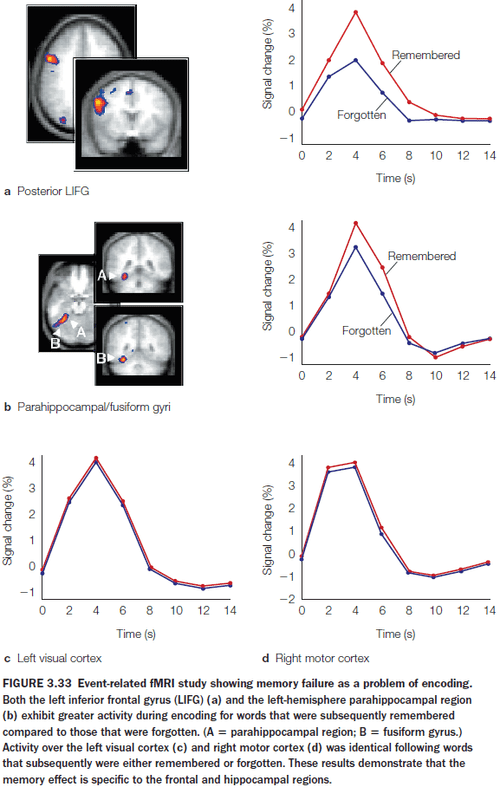 4
3
2
1
0
−1
Signal change (%)
Remembered
Forgotten
0 2 4 6 8 10 12 14
Time (s)
a Posterior LIFG
A
B
A
B
4
3
2
1
0
−1
Signal change (%)
Remembered
Forgotten
0 2 4 6 8 10 12 14
Time (s)
b Parahippocampal/fusiform gyri
4
3
2
1
0
−1
Signal change (%)
0 2 4 6 8 10 12 14
Time (s)
c Left visual cortex
4
3
2
1
0
−1
−2
Signal change (%)
0 2 4 6 8 10 12 14
Time (s)
d Right motor cortex
FIGURE 3.33 Event-related fMRI study showing memory failure as a problem of encoding.
Both the left inferior frontal gyrus (LIFG) (a) and the left-hemisphere parahippocampal region
(b) exhibit greater activity during encoding for words that were subsequently remembered
compared to those that were forgotten. (A = parahippocampal region; B = fusiform gyrus.)
Activity over the left visual cortex (c) and right motor cortex (d) was identical following words
that subsequently were either remembered or forgotten. These results demonstrate that the
memory effect is specific to the frontal and hippocampal regions.